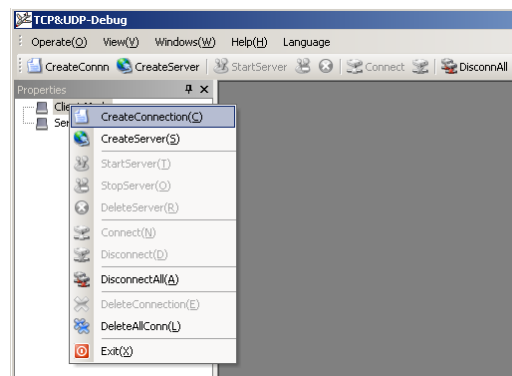 TCP&UDP-Debug
Operate(O) View(V) Windows(W) Help(H) Language
CreateConnn CreateServer StartServer Connect DisconnAll
Properties
CreateConnection(C)
CreateServer(S)
StartServer(T)
StopServer(O)
DeleteServer(R)
Connect(N)
Disconnect(D)
DisconnectAll(A)
DeleteConnection(E)
DeleteAllConn(L)
Exit(X)